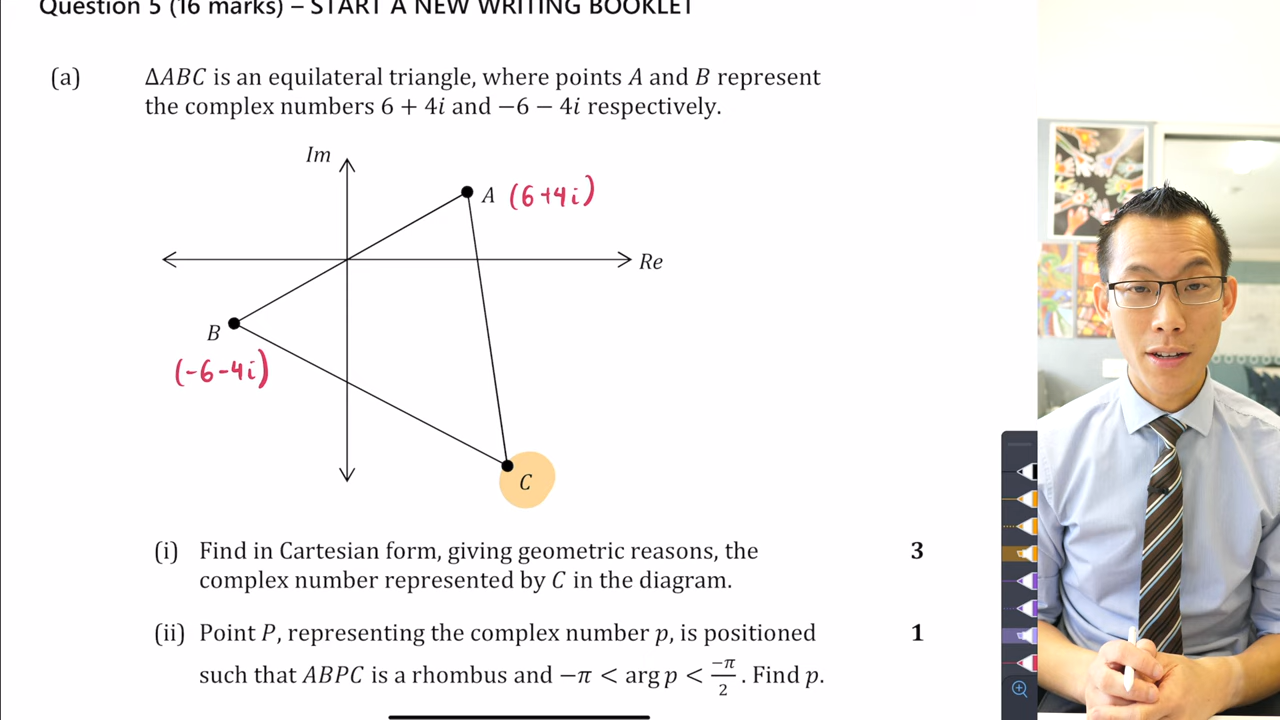 Question 5 (16 marks) – START A NEW WRITING BOOKLET
(a) ΔABC is an equilateral triangle, where points A and B represent
the complex numbers 6 + 4i and −6 − 4i respectively.
Im
A (6+4i)
Re
B
(-6-4i)
C
(i) Find in Cartesian form, giving geometric reasons, the 3
complex number represented by C in the diagram.
(ii) Point P, representing the complex number p, is positioned 1
such that ABPC is a rhombus and −π < arg p < −π/2. Find p.